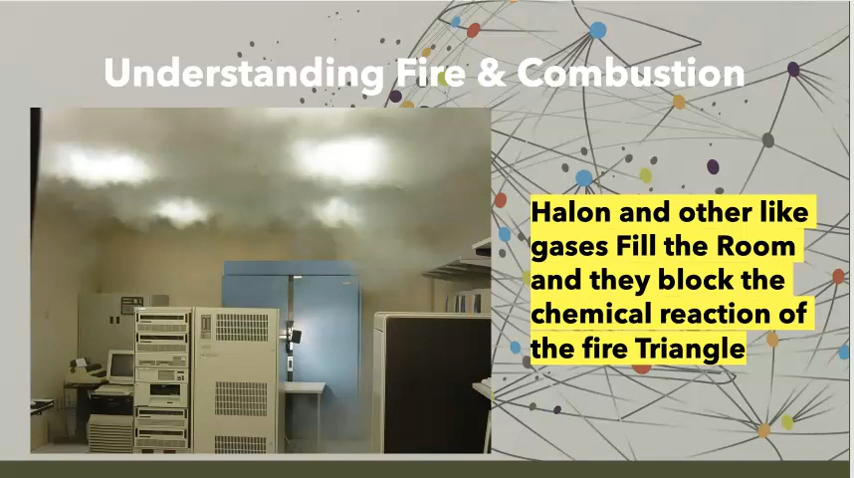 Understanding Fire & Combustion
Halon and other like
gases Fill the Room
and they block the
chemical reaction of
the fire Triangle